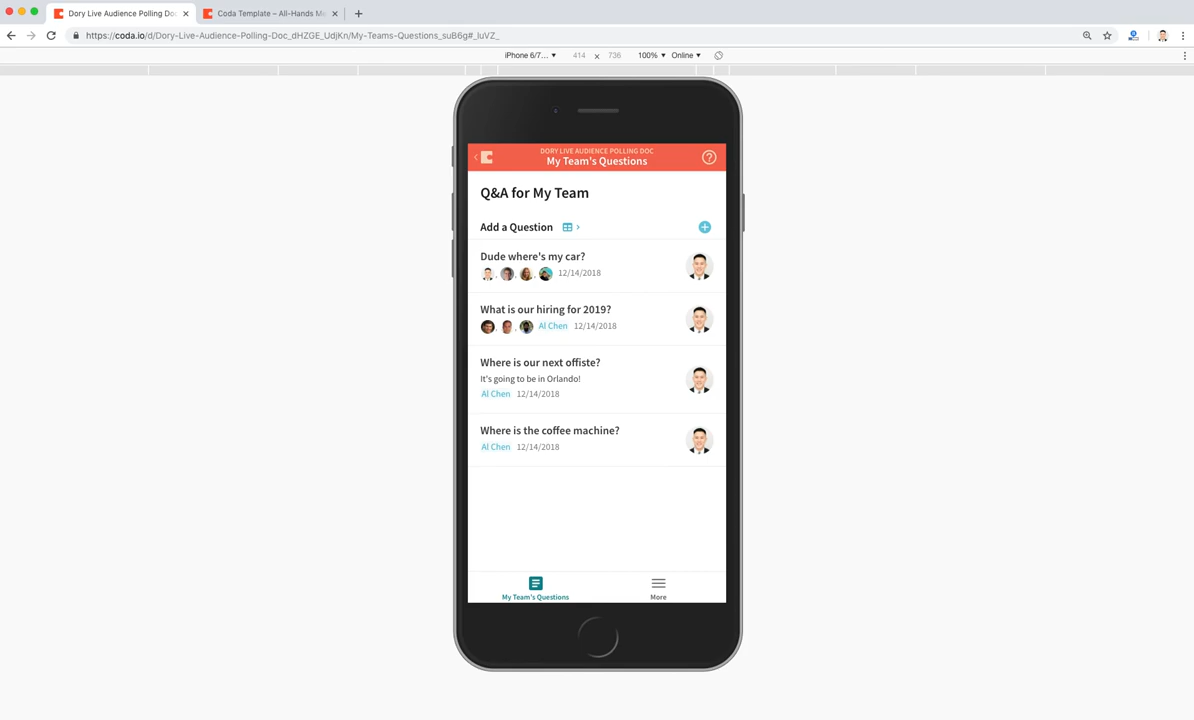 Dory Live Audience Polling Do
Coda Template – All-Hands Me
https://coda.io/d/Dory-Live-Audience-Polling-Doc_dHZGE_UdjKn/My-Teams-Questions_suB6g#_luVZ_
iPhone 6/7... 414 x 736 100% Online
DORY LIVE AUDIENCE POLLING DOC
My Team's Questions
Q&A for My Team
Add a Question
Dude where's my car?
12/14/2018
What is our hiring for 2019?
Al Chen 12/14/2018
Where is our next offiste?
It's going to be in Orlando!
Al Chen 12/14/2018
Where is the coffee machine?
Al Chen 12/14/2018
My Team's Questions
More